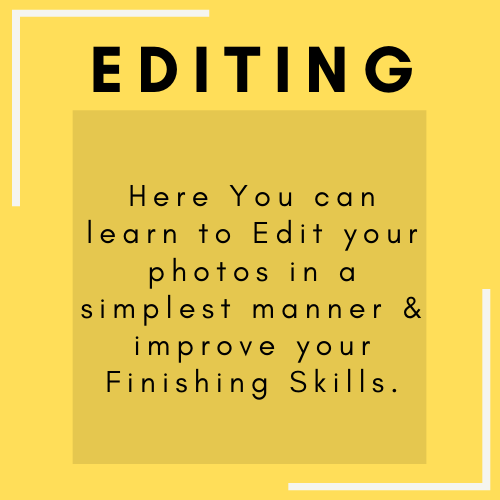 EDITING
Here You can
learn to Edit your
photos in a
simplest manner &
improve your
Finishing Skills.